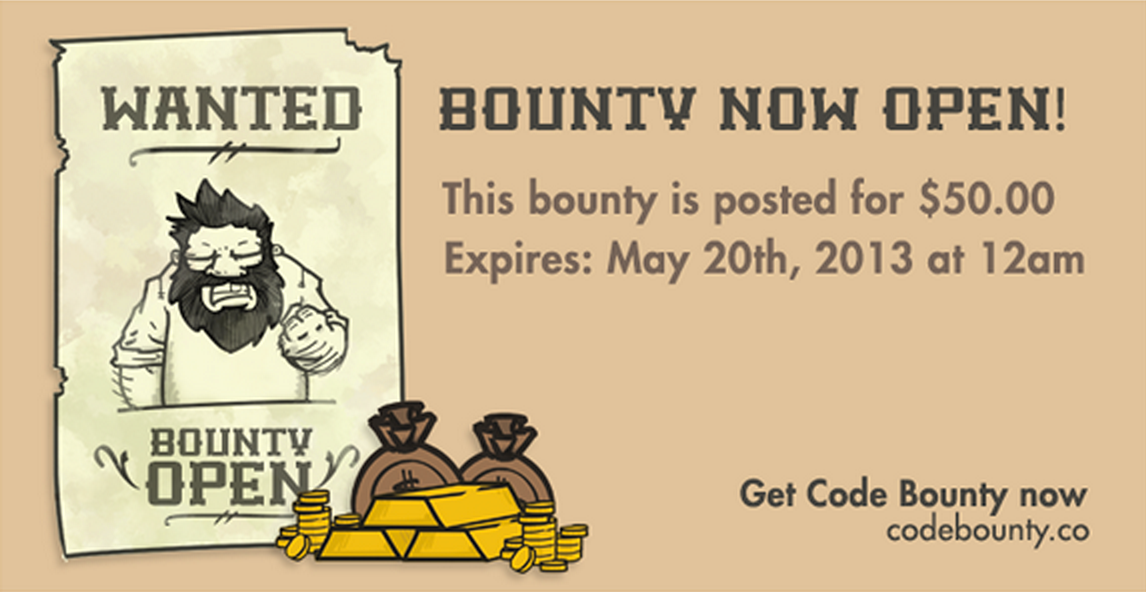 WANTED
BOUNTY
OPEN
BOUNTY NOW OPEN!
This bounty is posted for $50.00
Expires: May 20th, 2013 at 12am
Get Code Bounty now
codebounty.co